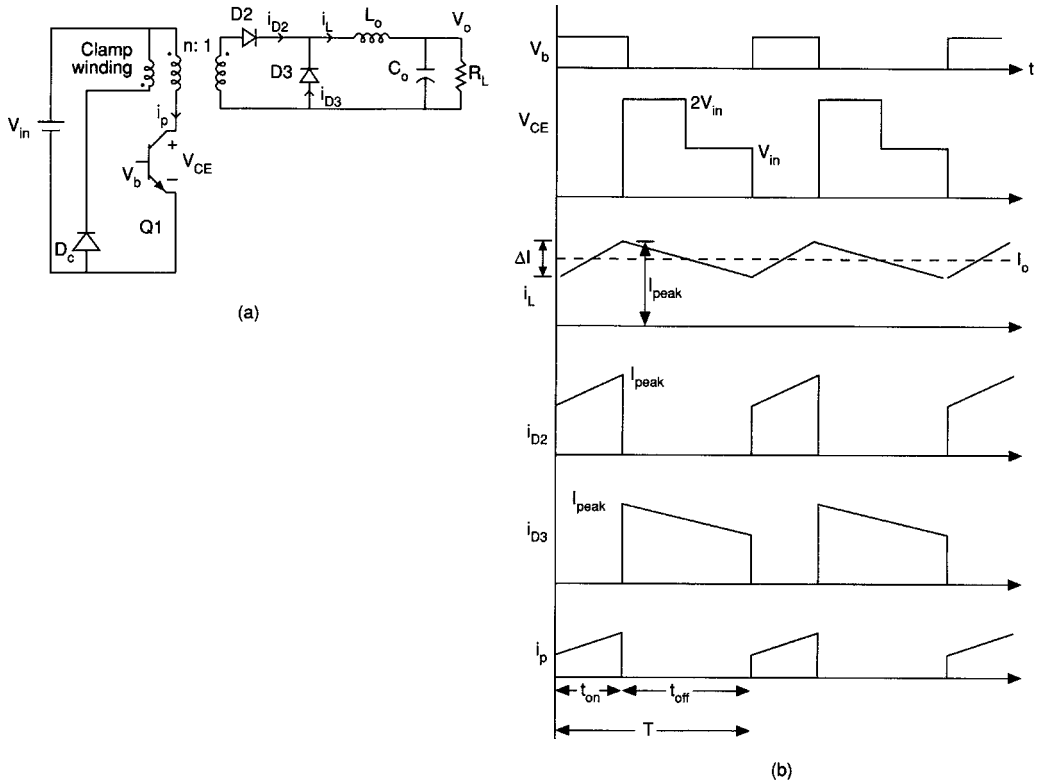 D2
i_D2
i_L
L_o
V_o
n: 1
Clamp
winding
D3
C_o
R_L
i_D3
i_p
V_in
+
V_CE
V_b
−
Q1
D_c
(a)
V_b
t
2V_in
V_CE
V_in
ΔI
I_o
I_peak
i_L
I_peak
i_D2
I_peak
i_D3
i_p
t_on
t_off
T
(b)